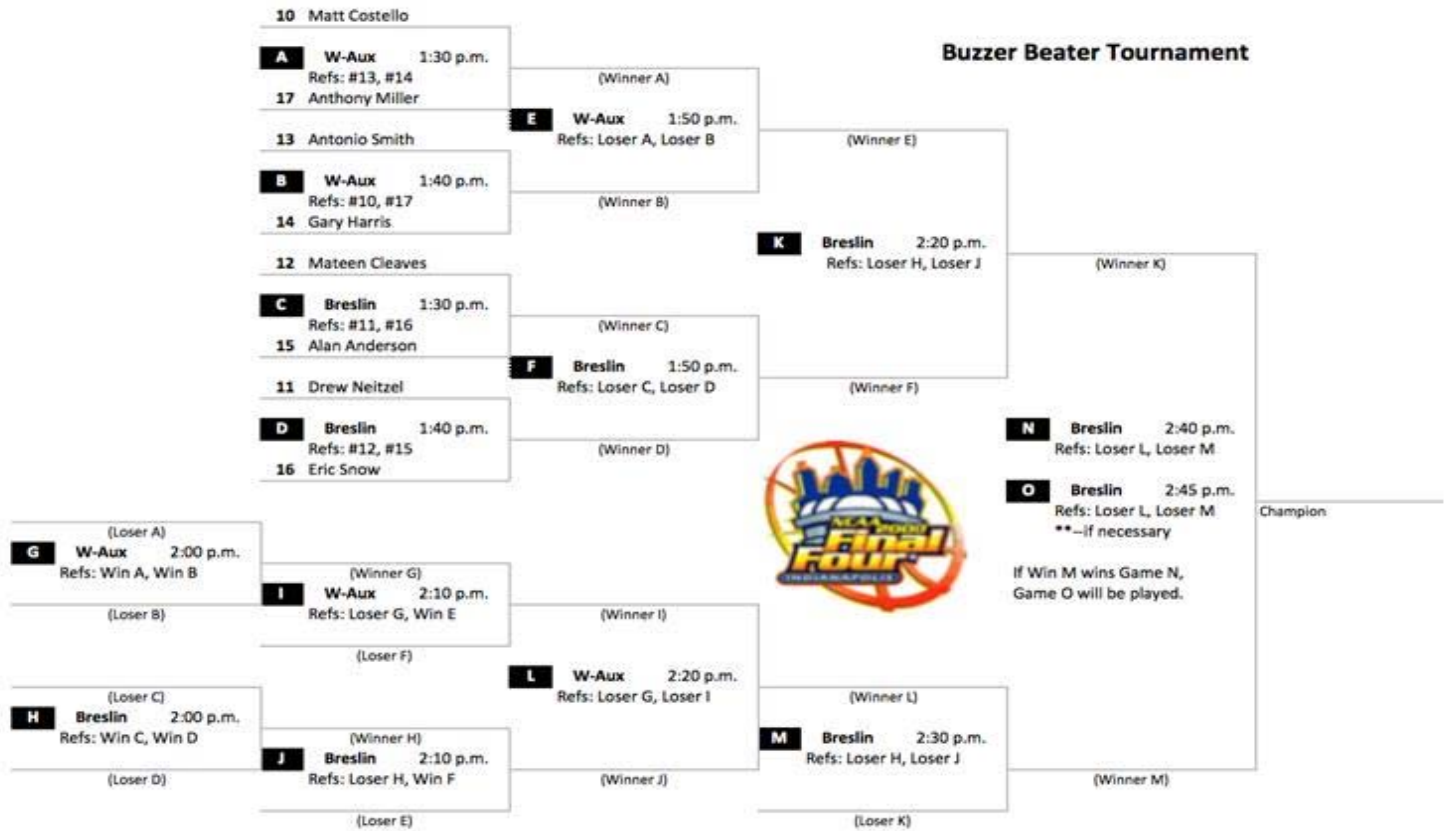 Buzzer Beater Tournament
10 Matt Costello
A W-Aux 1:30 p.m.
Refs: #13, #14
17 Anthony Miller
(Winner A)
E W-Aux 1:50 p.m.
Refs: Loser A, Loser B
13 Antonio Smith
B W-Aux 1:40 p.m.
Refs: #10, #17
14 Gary Harris
(Winner B)
(Winner E)
K Breslin 2:20 p.m.
Refs: Loser H, Loser J
12 Mateen Cleaves
C Breslin 1:30 p.m.
Refs: #11, #16
15 Alan Anderson
(Winner C)
F Breslin 1:50 p.m.
Refs: Loser C, Loser D
11 Drew Neitzel
D Breslin 1:40 p.m.
Refs: #12, #15
16 Eric Snow
(Winner D)
(Winner F)
(Winner K)
N Breslin 2:40 p.m.
Refs: Loser L, Loser M
O Breslin 2:45 p.m.
Refs: Loser L, Loser M
**--if necessary
If Win M wins Game N,
Game O will be played.
Champion
NCAA 2000
Final
Four
INDIANAPOLIS
(Loser A)
G W-Aux 2:00 p.m.
Refs: Win A, Win B
(Loser B)
(Winner G)
I W-Aux 2:10 p.m.
Refs: Loser G, Win E
(Loser F)
(Winner I)
L W-Aux 2:20 p.m.
Refs: Loser G, Loser I
(Loser C)
H Breslin 2:00 p.m.
Refs: Win C, Win D
(Loser D)
(Winner H)
J Breslin 2:10 p.m.
Refs: Loser H, Win F
(Loser E)
(Winner J)
(Winner L)
M Breslin 2:30 p.m.
Refs: Loser H, Loser J
(Loser K)
(Winner M)